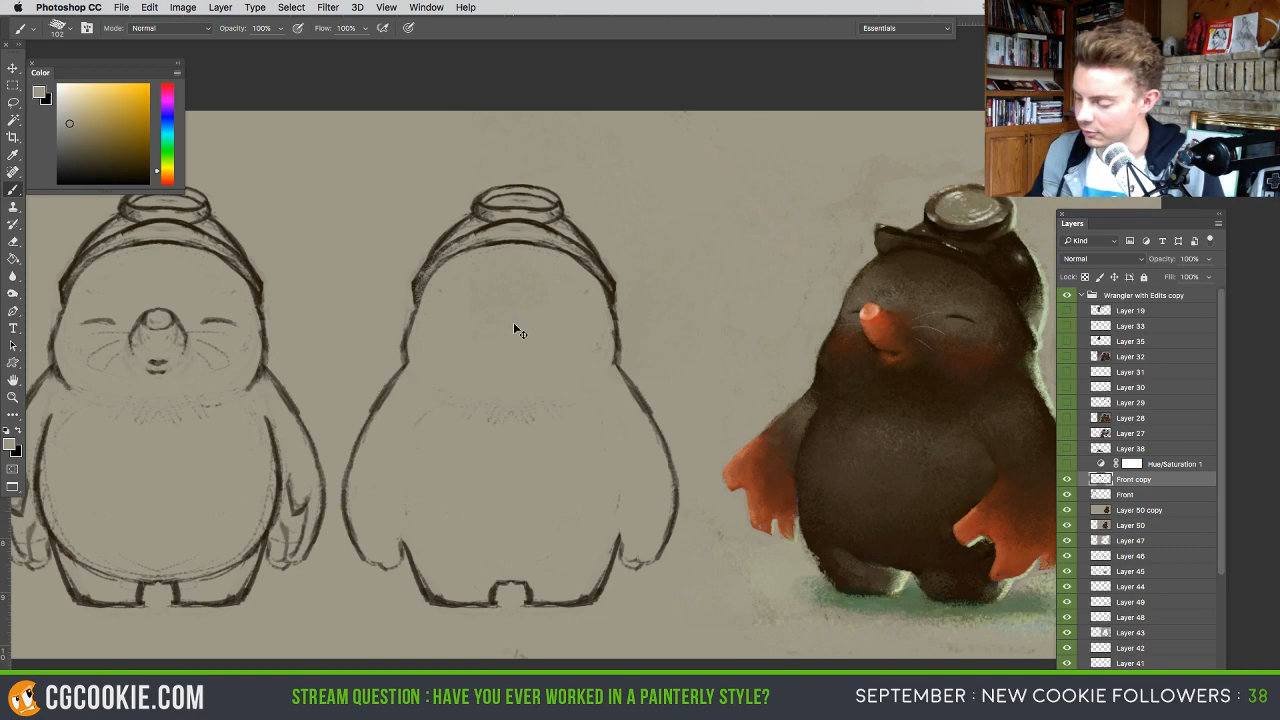 Photoshop CC File Edit Image Layer Type Select Filter 3D View Window Help
102 Mode: Normal Opacity: 100% Flow: 100% Essentials
Color
Layers
Kind
Normal Opacity: 100%
Lock: Fill: 100%
Wrangler with Edits copy
Layer 19
Layer 33
Layer 35
Layer 32
Layer 31
Layer 30
Layer 29
Layer 28
Layer 27
Layer 38
Hue/Saturation 1
Front copy
Front
Layer 50 copy
Layer 50
Layer 47
Layer 46
Layer 45
Layer 44
Layer 49
Layer 48
Layer 43
Layer 42
Layer 41
8
9
1
0
CGCOOKIE.COM STREAM QUESTION : HAVE YOU EVER WORKED IN A PAINTERLY STYLE? SEPTEMBER : NEW COOKIE FOLLOWERS : 38